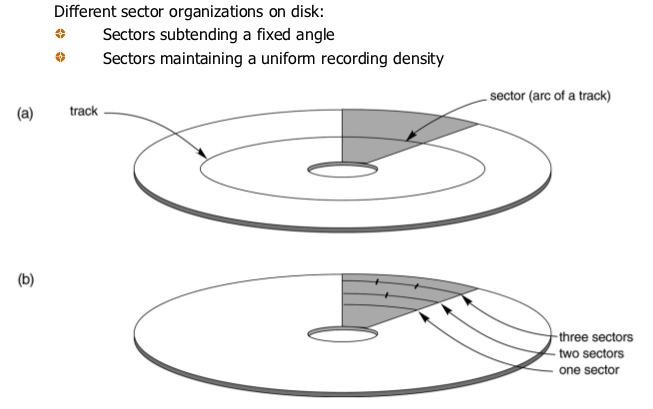 Different sector organizations on disk:
Sectors subtending a fixed angle
Sectors maintaining a uniform recording density
sector (arc of a track)
(a)
track
(b)
three sectors
two sectors
one sector